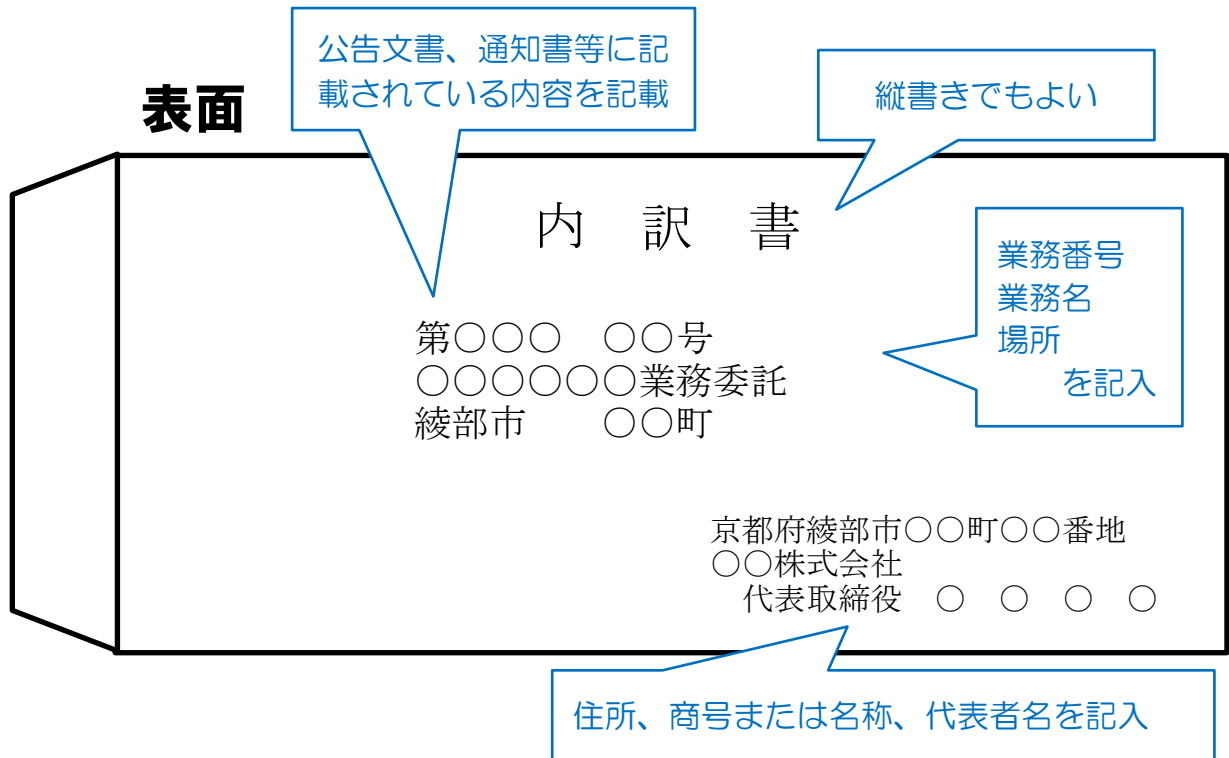 公告文書、通知書等に記
載されている内容を記載
縦書きでもよい
表面
内　訳　書
業務番号
業務名
場所
を記入
第○○○　○○号
○○○○○○業務委託
綾部市　　○○町
京都府綾部市○○町○○番地
○○株式会社
代表取締役　○　○　○　○
住所、商号または名称、代表者名を記入